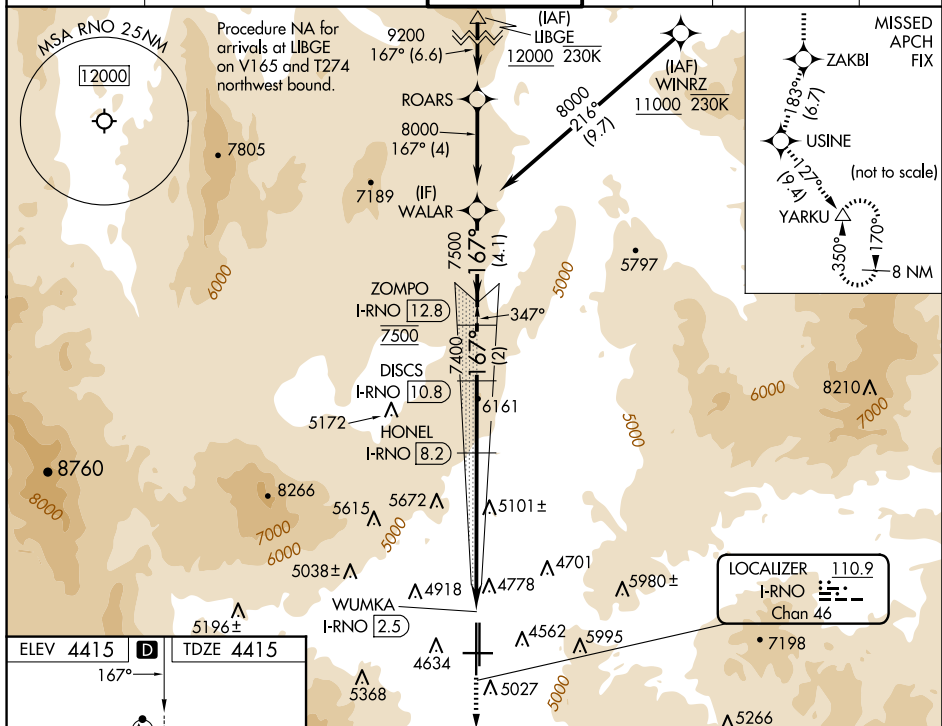 MSA RNO 25NM
12000
Procedure NA for
arrivals at LIBGE
on V165 and T274
northwest bound.
9200
167° (6.6)
(IAF)
LIBGE
12000 230K
(IAF)
WINRZ
11000 230K
8000
216°
(9.7)
ROARS
8000
167° (4)
(IF)
WALAR
7500
167°
(4.1)
MISSED
APCH
FIX
ZAKBI
183°
(6.7)
USINE
127°
(9.4)
(not to scale)
YARKU
350°
170°
8 NM
7805
7189
6000
5797
5000
ZOMPO
I-RNO 12.8
7500
347°
7400
167°
(2)
DISCS
I-RNO 10.8
6161
5172
HONEL
I-RNO 8.2
5000
6000
8210
7000
8760
8000
8266
7000
6000
5615
5672
5000
5101±
5038±
4918
4778
4701
5980±
5196±
WUMKA
I-RNO 2.5
LOCALIZER 110.9
I-RNO
Chan 46
7198
4634
4562
5995
5368
5027
5000
5266
ELEV 4415 D TDZE 4415
167°